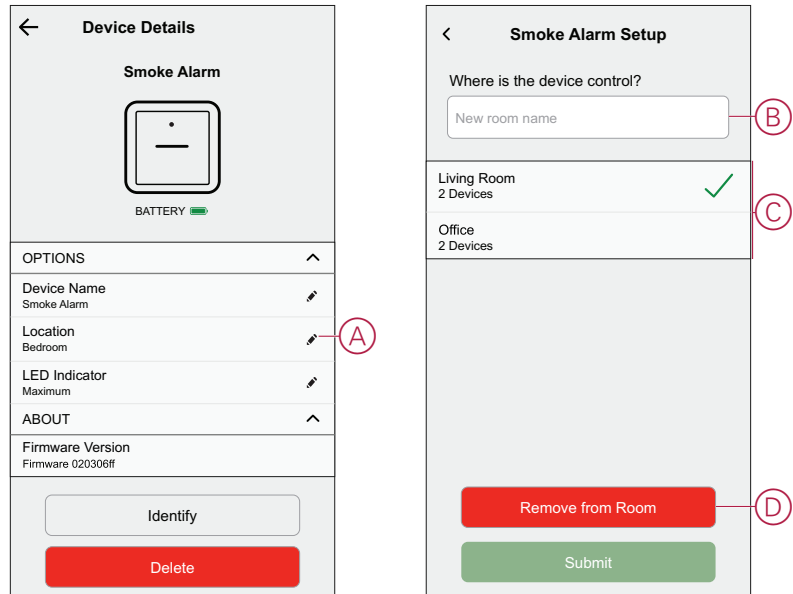 Device Details
Smoke Alarm
BATTERY
OPTIONS
Device Name
Smoke Alarm
Location
Bedroom
A
LED Indicator
Maximum
ABOUT
Firmware Version
Firmware 020306ff
Identify
Delete
Smoke Alarm Setup
Where is the device control?
New room name
B
Living Room
2 Devices
C
Office
2 Devices
Remove from Room
D
Submit